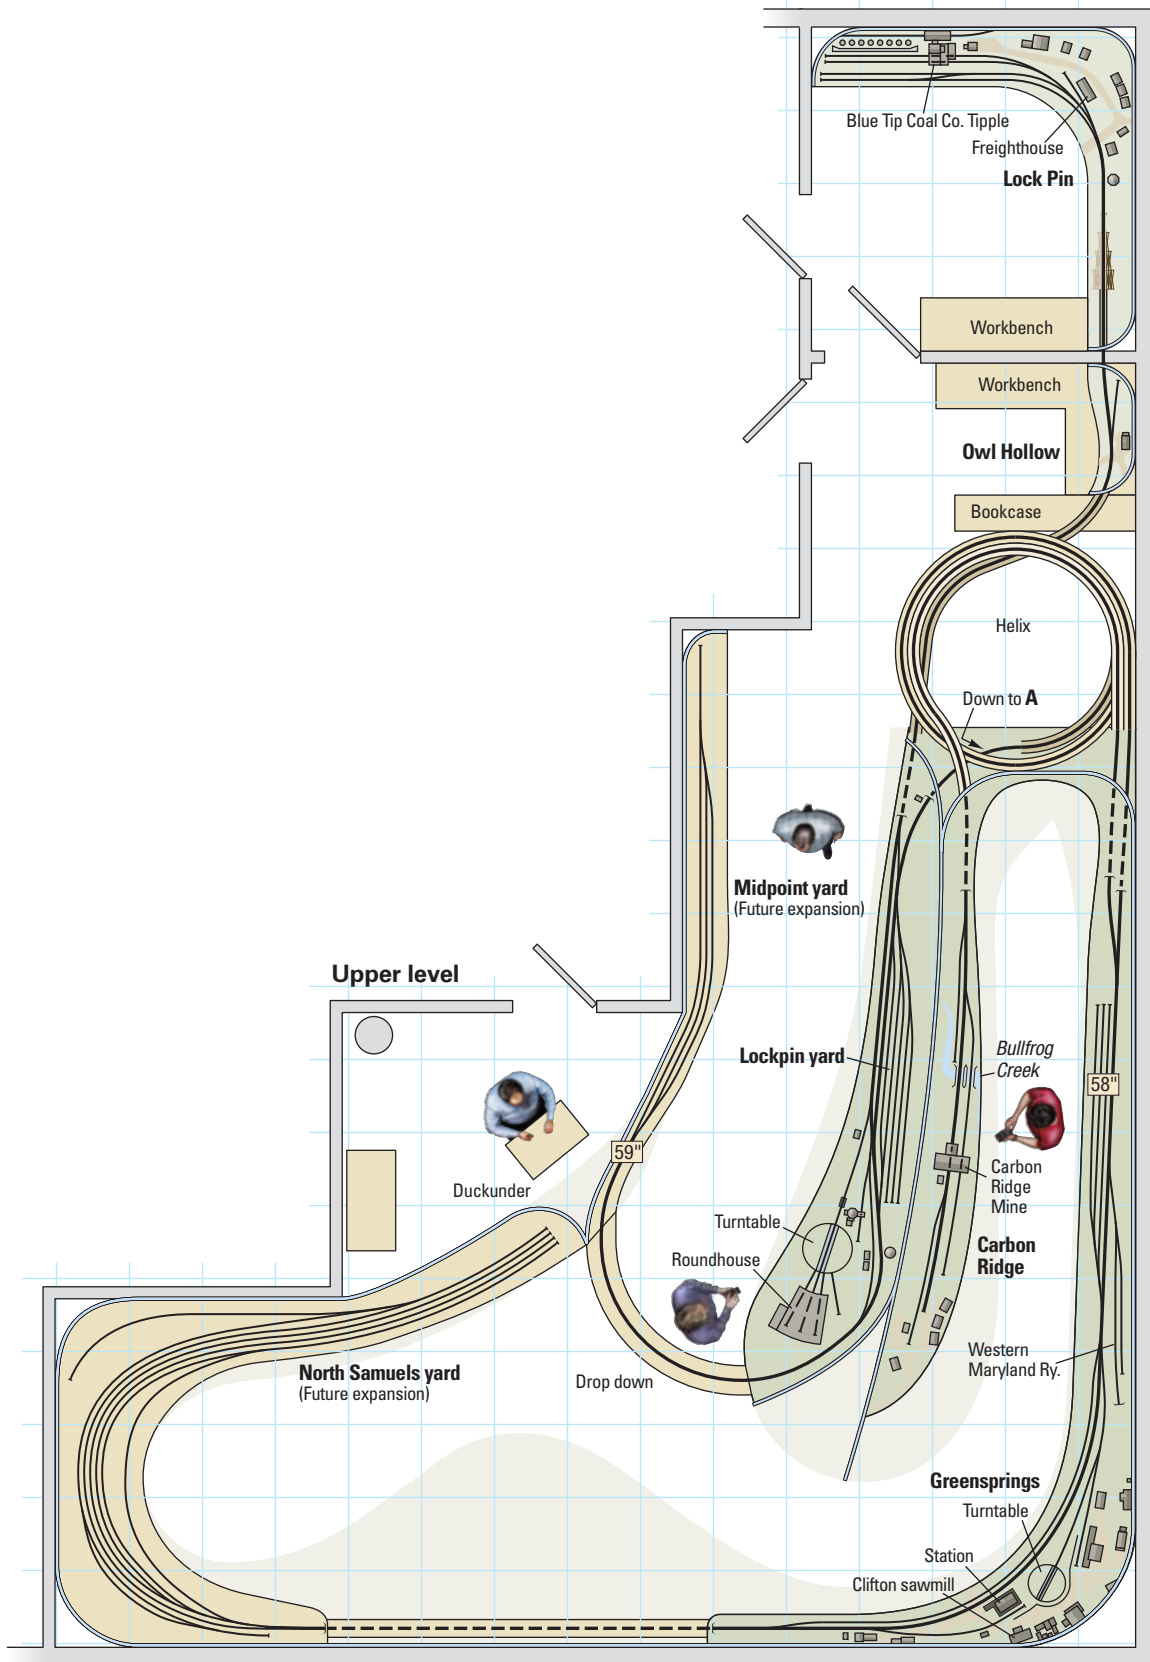 Blue Tip Coal Co. Tipple
Freighthouse
Lock Pin
Workbench
Workbench
Owl Hollow
Bookcase
Helix
Down to A
Midpoint yard
(Future expansion)
Upper level
Lockpin yard
Bullfrog
Creek
58"
59"
Duckunder
Carbon
Ridge
Mine
Turntable
Carbon
Ridge
Roundhouse
Western
Maryland Ry.
North Samuels yard
(Future expansion)
Drop down
Greensprings
Turntable
Station
Clifton sawmill